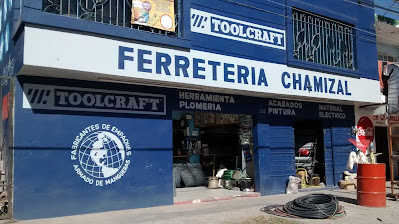 TOOLCRAFT
FERRETERIA CHAMIZAL
TOOLCRAFT
HERRAMIENTA
PLOMERIA
ACABADOS
PINTURA
MATERIAL
ELECTRICO
FABRICANTES DE EMPAQUES
ARMADO DE MANGUERAS